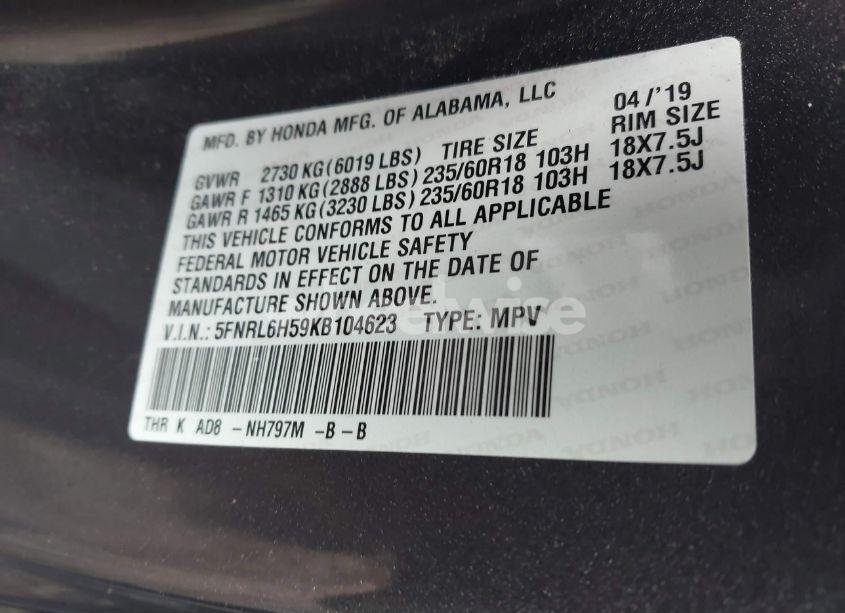 MFD. BY HONDA MFG. OF ALABAMA, LLC 04/'19
GVWR 2730 KG(6019 LBS) TIRE SIZE RIM SIZE
GAWR F 1310 KG(2888 LBS) 235/60R18 103H 18X7.5J
GAWR R 1465 KG(3230 LBS) 235/60R18 103H 18X7.5J
THIS VEHICLE CONFORMS TO ALL APPLICABLE
FEDERAL MOTOR VEHICLE SAFETY
STANDARDS IN EFFECT ON THE DATE OF
MANUFACTURE SHOWN ABOVE.
V.I.N.: 5FNRL6H59KB104623 TYPE: MPV
THR K AD8 -NH797M -B-B